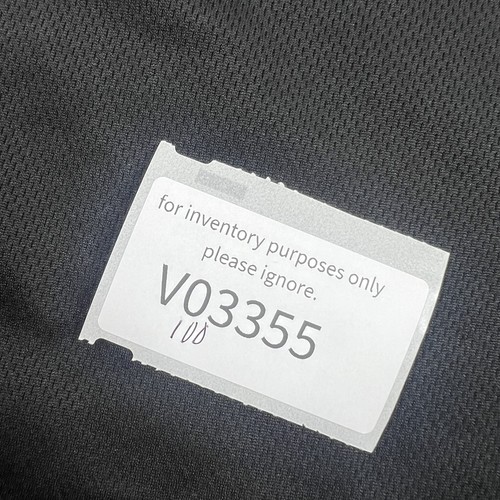 for inventory purposes only
please ignore.
V03355
100